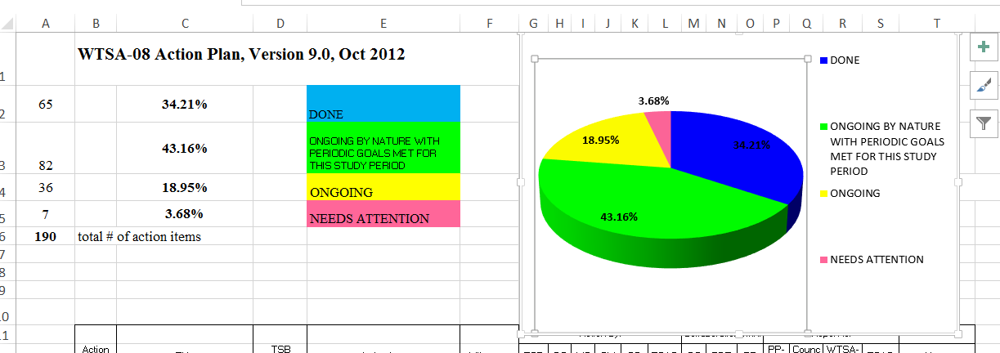 A B C D E F G H I J K L M N O P Q R S T
1 WTSA-08 Action Plan, Version 9.0, Oct 2012
2 65 34.21% DONE
3 82 43.16% ONGOING BY NATURE WITH
PERIODIC GOALS MET FOR
THIS STUDY PERIOD
4 36 18.95% ONGOING
5 7 3.68% NEEDS ATTENTION
6 190 total # of action items
7
8
9
Action TSB PP- Counc WTSA-
3.68%
34.21%
18.95%
43.16%
DONE
ONGOING BY NATURE
WITH PERIODIC GOALS
MET FOR THIS STUDY
PERIOD
ONGOING
NEEDS ATTENTION